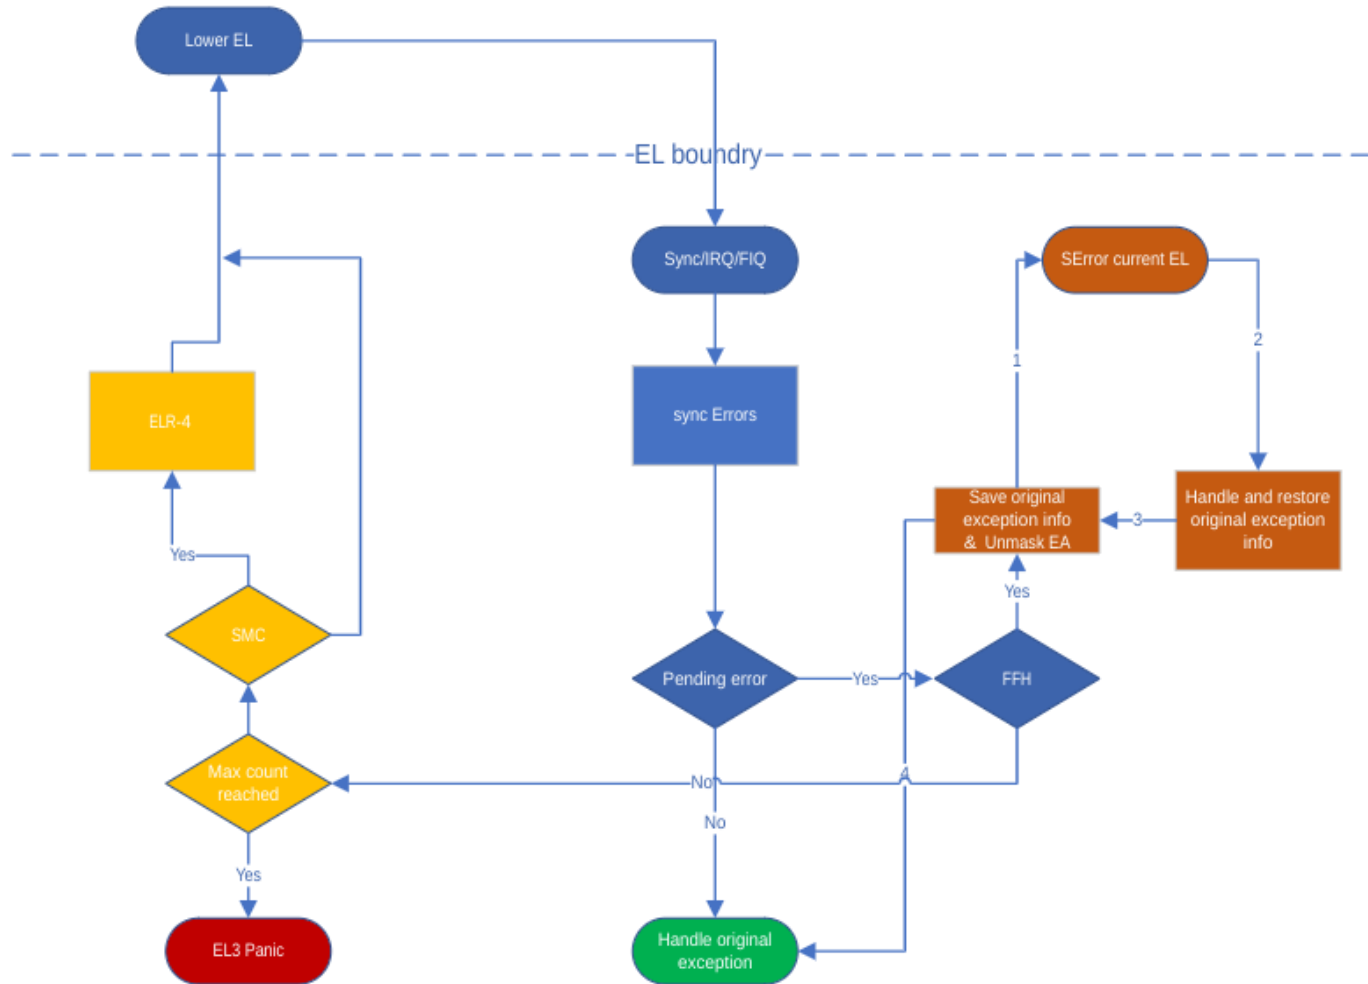 Lower EL
EL boundry
Sync/IRQ/FIQ
SError current EL
1
2
ELR-4
sync Errors
Save original
exception info
& Unmask EA
3
Handle and restore
original exception
info
Yes
Yes
SMC
Pending error
Yes
FFH
Max count
reached
No
4
No
Yes
EL3 Panic
Handle original
exception